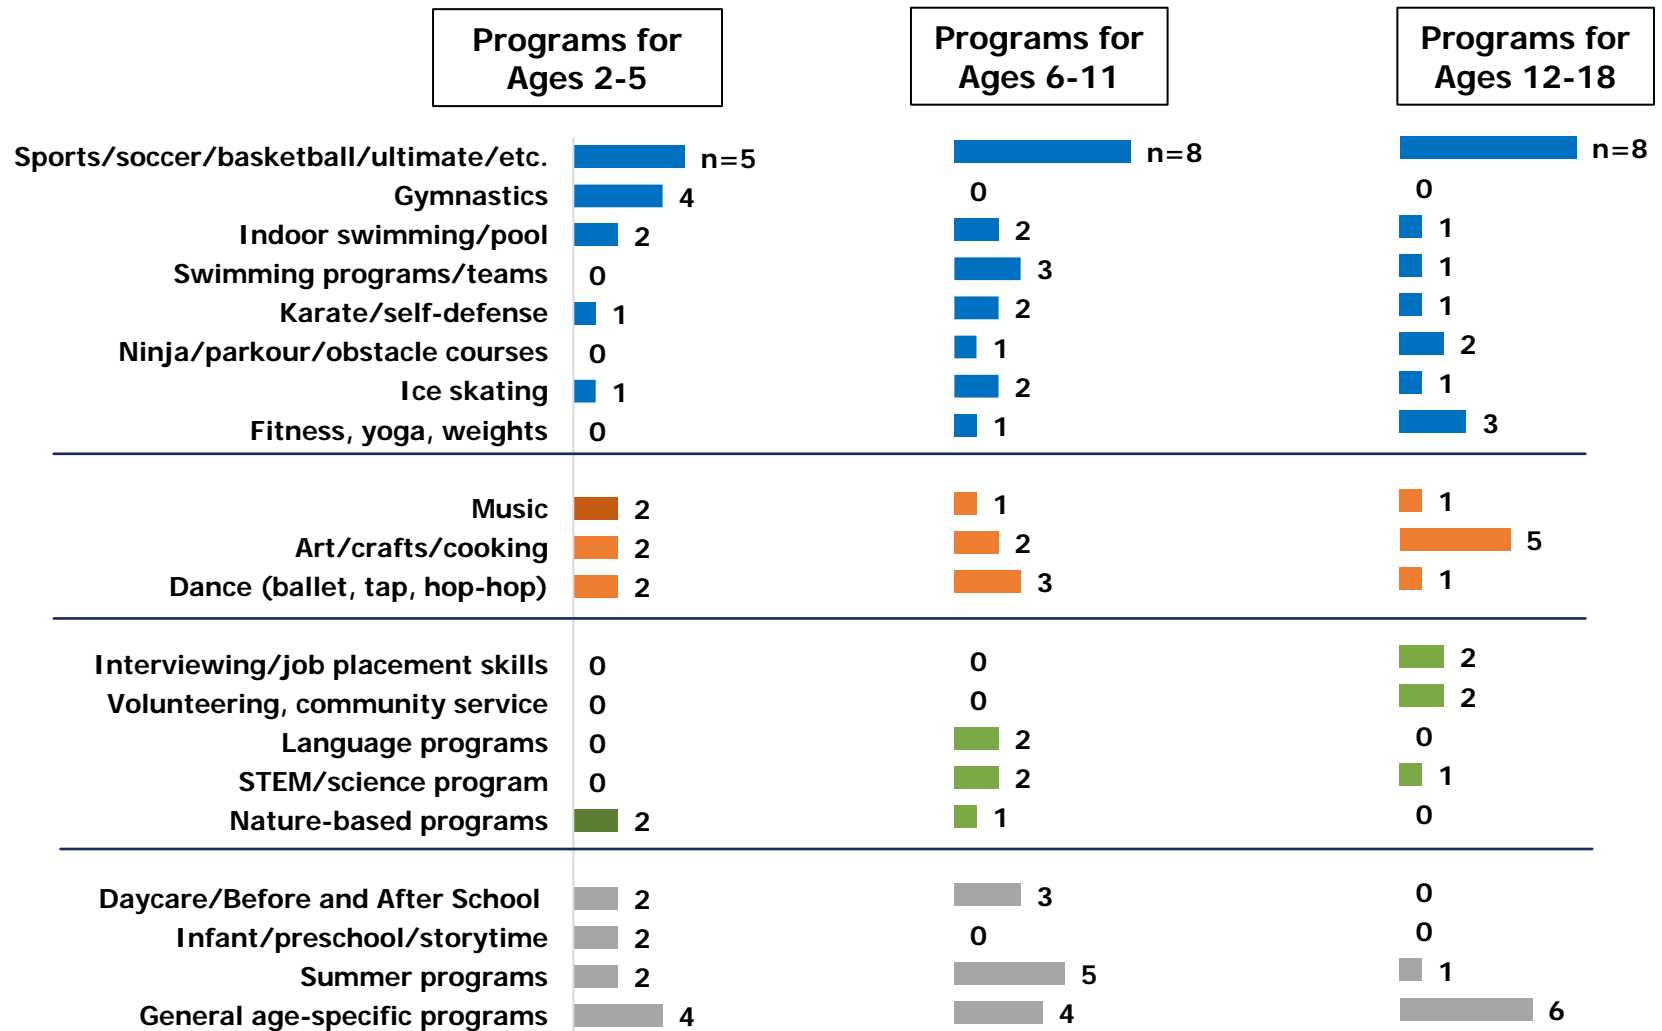 Programs for
Ages 2-5
Programs for
Ages 6-11
Programs for
Ages 12-18
Sports/soccer/basketball/ultimate/etc. n=5 n=8 n=8
Gymnastics 4 0 0
Indoor swimming/pool 2 2 1
Swimming programs/teams 0 3 1
Karate/self-defense 1 2 1
Ninja/parkour/obstacle courses 0 1 2
Ice skating 1 2 1
Fitness, yoga, weights 0 1 3
Music 2 1 1
Art/crafts/cooking 2 2 5
Dance (ballet, tap, hop-hop) 2 3 1
Interviewing/job placement skills 0 0 2
Volunteering, community service 0 0 2
Language programs 0 2 0
STEM/science program 0 2 1
Nature-based programs 2 1 0
Daycare/Before and After School 2 3 0
Infant/preschool/storytime 2 0 0
Summer programs 2 5 1
General age-specific programs 4 4 6